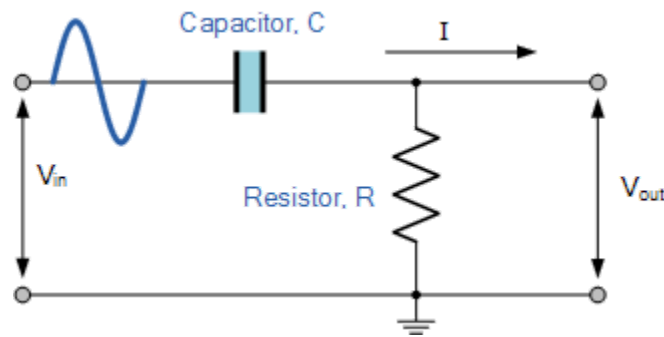 Capacitor, C
I
Vin
Resistor, R
Vout